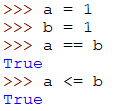 >>> a = 1
>>> b = 1
>>> a == b
True
>>> a <= b
True